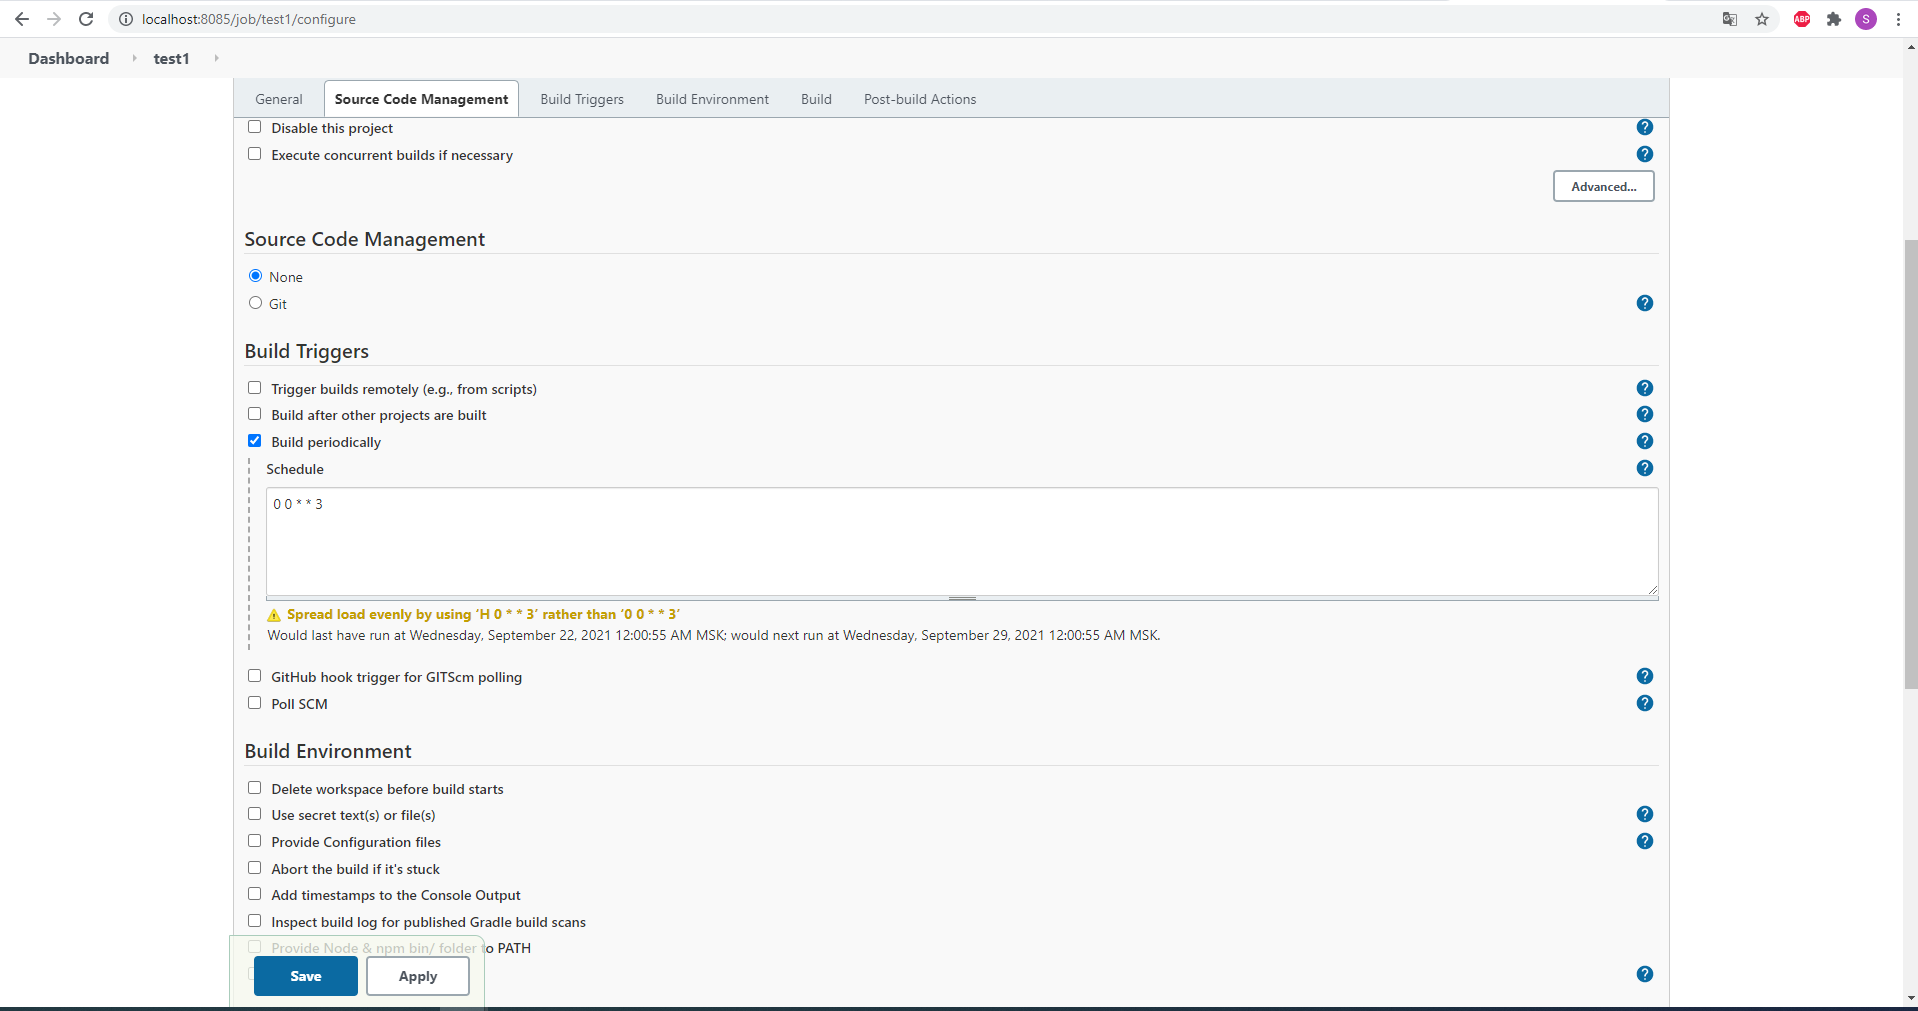 localhost:8085/job/test1/configure
ABP
S
Dashboard test1
General Source Code Management Build Triggers Build Environment Build Post-build Actions
Disable this project ?
Execute concurrent builds if necessary ?
Advanced...
Source Code Management
None
Git ?
Build Triggers
Trigger builds remotely (e.g., from scripts) ?
Build after other projects are built ?
Build periodically ?
Schedule ?
0 0 * * 3
Spread load evenly by using ‘H 0 * * 3’ rather than ‘0 0 * * 3’
Would last have run at Wednesday, September 22, 2021 12:00:55 AM MSK; would next run at Wednesday, September 29, 2021 12:00:55 AM MSK.
GitHub hook trigger for GITScm polling ?
Poll SCM ?
Build Environment
Delete workspace before build starts
Use secret text(s) or file(s) ?
Provide Configuration files ?
Abort the build if it's stuck
Add timestamps to the Console Output
Inspect build log for published Gradle build scans
Provide Node & npm bin/ folder to PATH
?
Save Apply